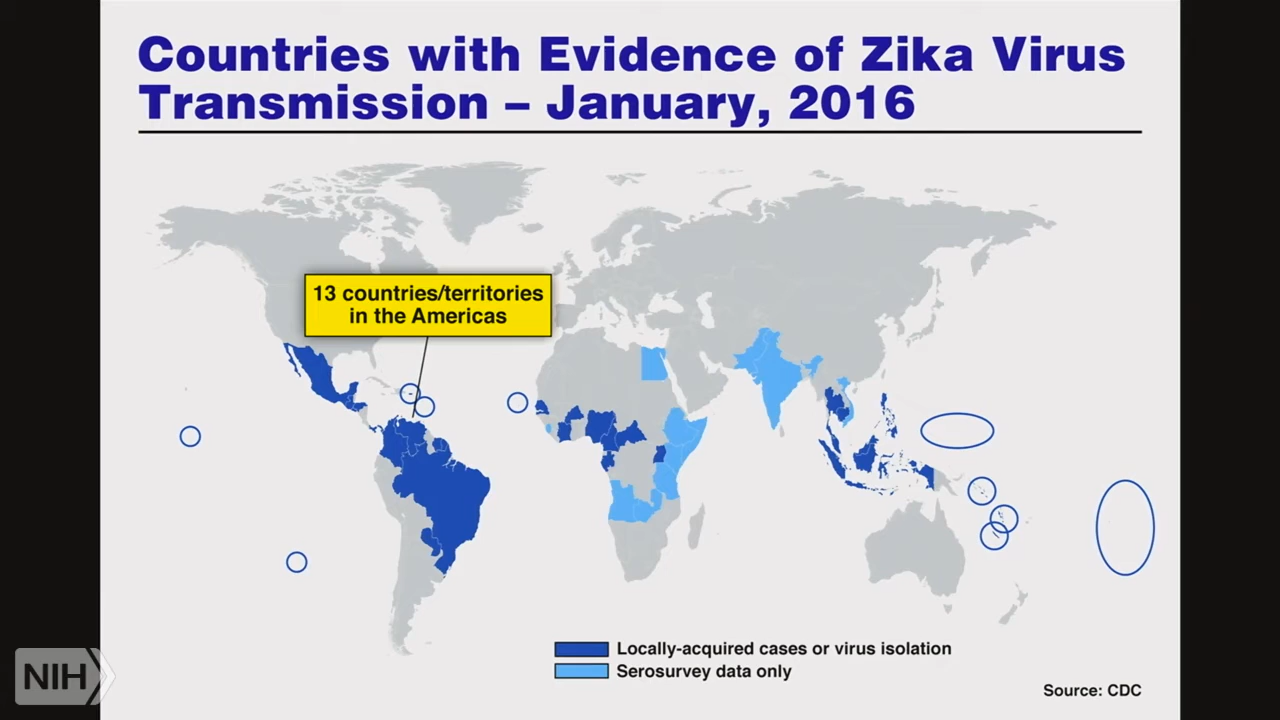 Countries with Evidence of Zika Virus
Transmission – January, 2016
13 countries/territories
in the Americas
Locally-acquired cases or virus isolation
Serosurvey data only
Source: CDC
NIH